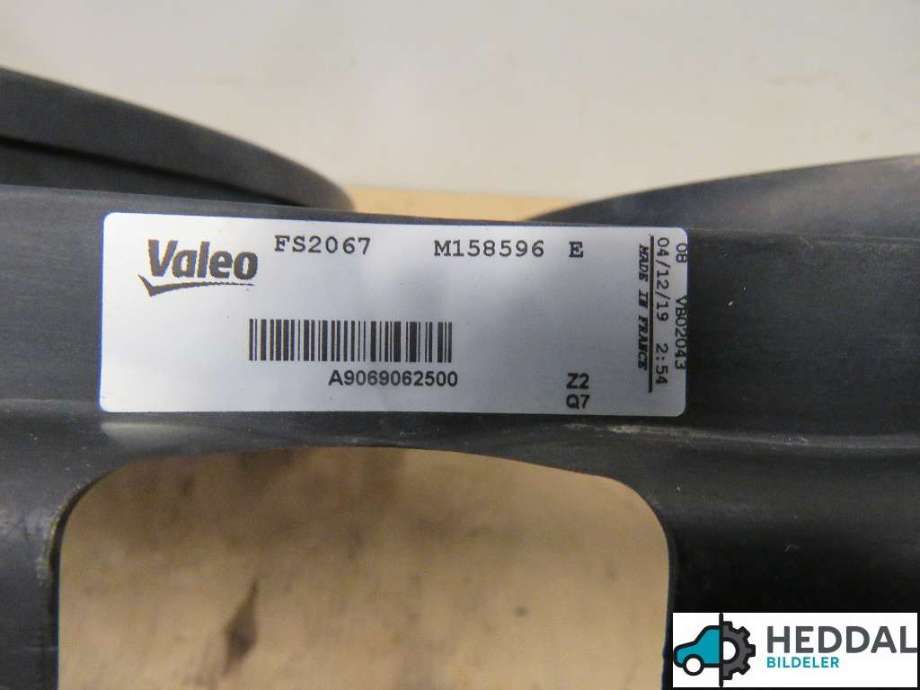 Valeo
FS2067 M158596 E
A9069062500
Z2
Q7
08 VB02043
04/12/19 2:54
MADE IN FRANCE
HEDDAL
BILDELER